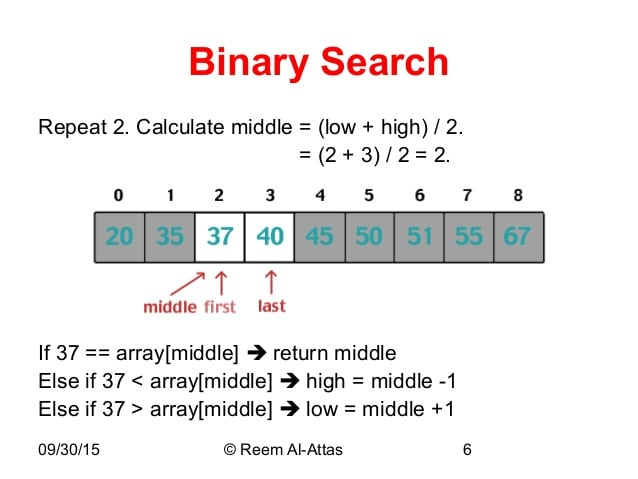 Binary Search
Repeat 2. Calculate middle = (low + high) / 2.
= (2 + 3) / 2 = 2.
0 1 2 3 4 5 6 7 8
20 35 37 40 45 50 51 55 67
middle first last
If 37 == array[middle] ➔ return middle
Else if 37 < array[middle] ➔ high = middle -1
Else if 37 > array[middle] ➔ low = middle +1
09/30/15 © Reem Al-Attas 6